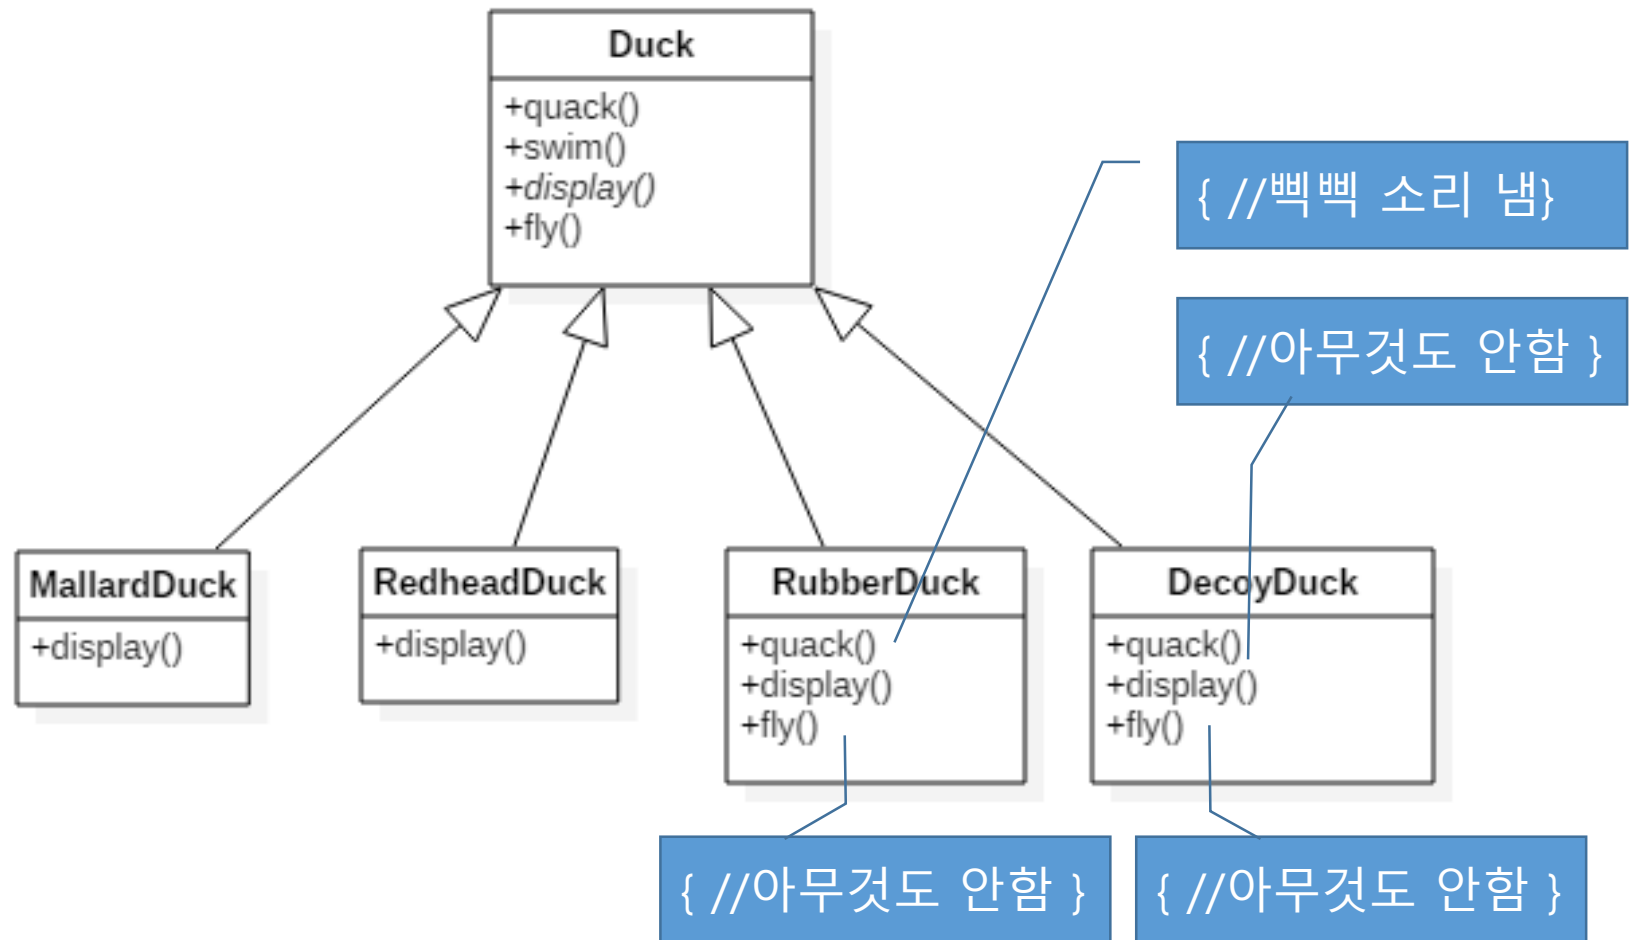 Duck
+quack()
+swim()
+display()
+fly()
{ //삑삑 소리 냄}
{ //아무것도 안함 }
MallardDuck
+display()
RedheadDuck
+display()
RubberDuck
+quack()
+display()
+fly()
DecoyDuck
+quack()
+display()
+fly()
{ //아무것도 안함 }
{ //아무것도 안함 }